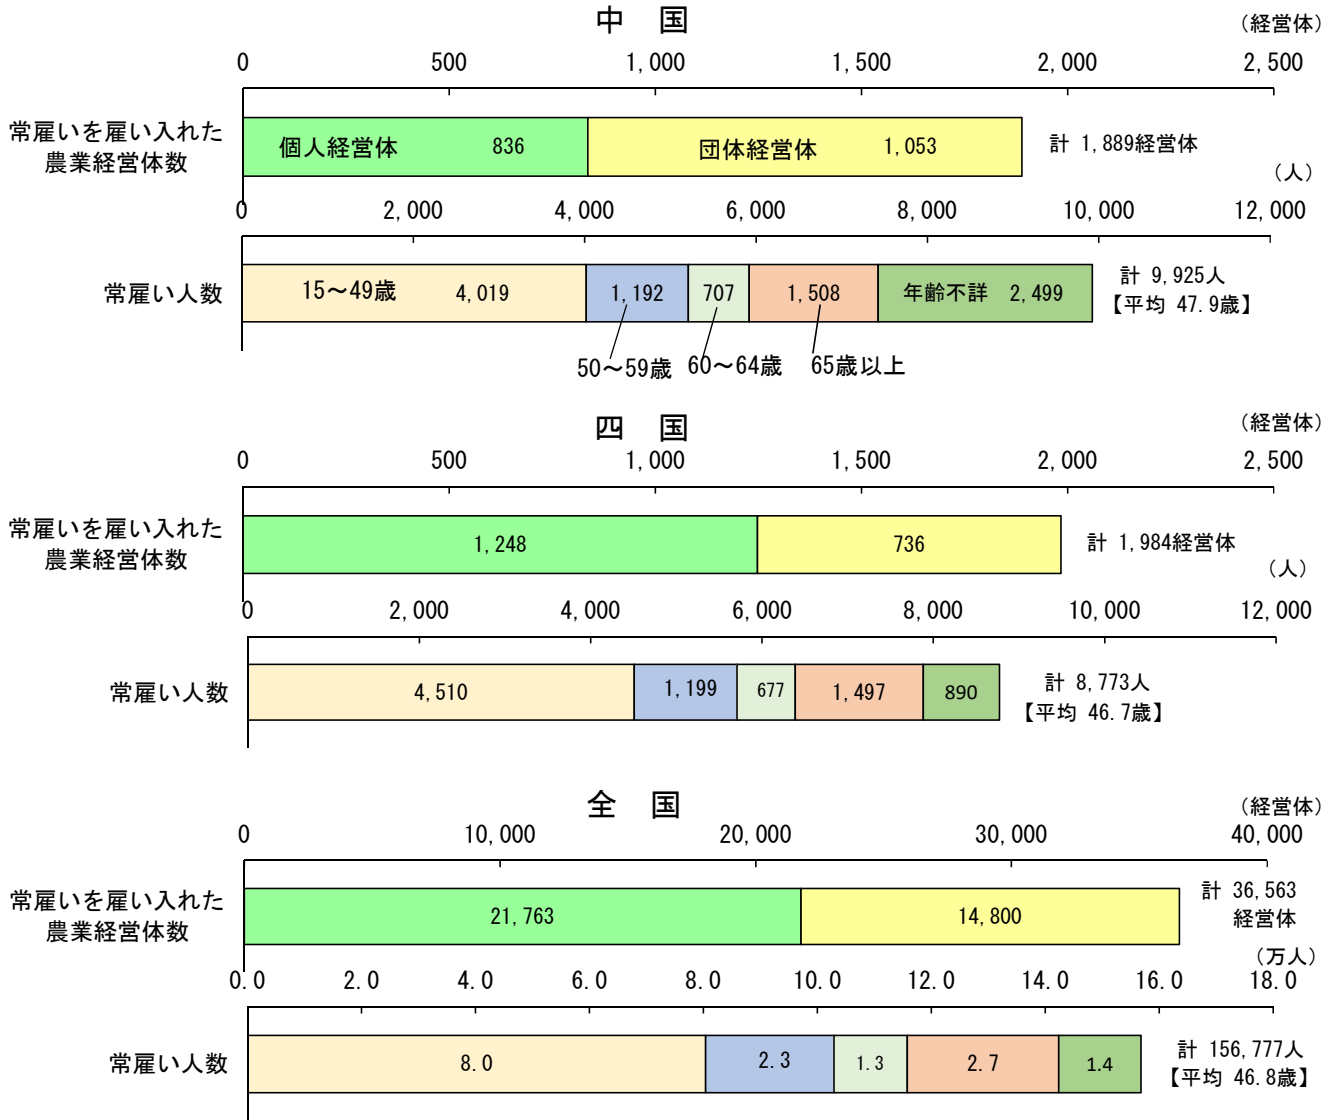 中　国
（経営体）
0 500 1,000 1,500 2,000 2,500
常雇いを雇い入れた
農業経営体数
個人経営体 836 団体経営体 1,053 計 1,889経営体
（人）
0 2,000 4,000 6,000 8,000 10,000 12,000
常雇い人数
15～49歳 4,019 1,192 707 1,508 年齢不詳 2,499
計 9,925人
【平均 47.9歳】
50～59歳 60～64歳 65歳以上
四　国
（経営体）
0 500 1,000 1,500 2,000 2,500
常雇いを雇い入れた
農業経営体数
1,248 736 計 1,984経営体
（人）
0 2,000 4,000 6,000 8,000 10,000 12,000
常雇い人数
4,510 1,199 677 1,497 890
計 8,773人
【平均 46.7歳】
全　国
（経営体）
0 10,000 20,000 30,000 40,000
常雇いを雇い入れた
農業経営体数
21,763 14,800
計 36,563
経営体
（万人）
0.0 2.0 4.0 6.0 8.0 10.0 12.0 14.0 16.0 18.0
常雇い人数
8.0 2.3 1.3 2.7 1.4
計 156,777人
【平均 46.8歳】